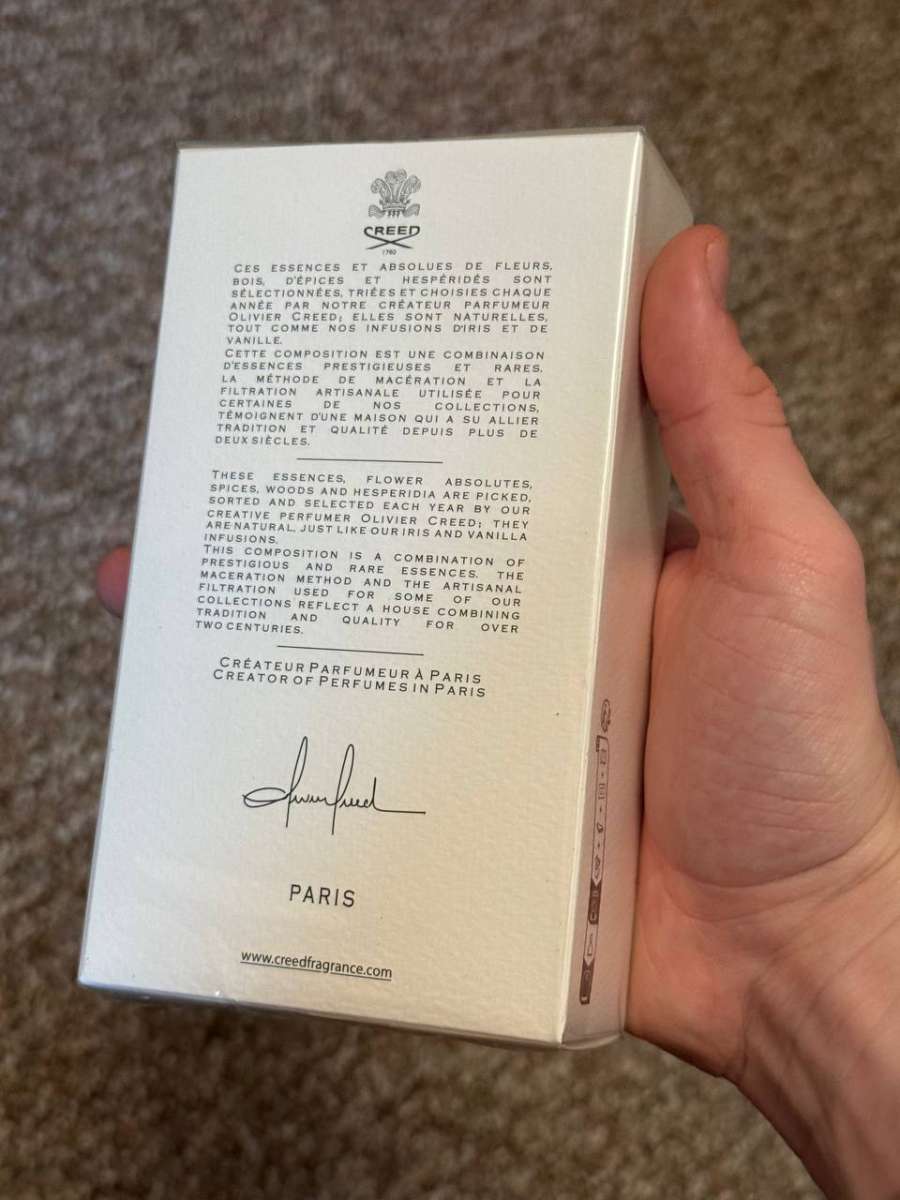 CREED
1760
CES ESSENCES ET ABSOLUES DE FLEURS,
BOIS, D'ÉPICES ET HESPÉRIDÉS SONT
SÉLECTIONNÉES, TRIÉES ET CHOISIES CHAQUE
ANNÉE PAR NOTRE CRÉATEUR PARFUMEUR
OLIVIER CREED; ELLES SONT NATURELLES,
TOUT COMME NOS INFUSIONS D'IRIS ET DE
VANILLE.
CETTE COMPOSITION EST UNE COMBINAISON
D'ESSENCES PRESTIGIEUSES ET RARES.
LA MÉTHODE DE MACÉRATION ET LA
FILTRATION ARTISANALE UTILISÉE POUR
CERTAINES DE NOS COLLECTIONS,
TÉMOIGNENT D'UNE MAISON QUI A SU ALLIER
TRADITION ET QUALITÉ DEPUIS PLUS DE
DEUX SIÈCLES.
THESE ESSENCES, FLOWER ABSOLUTES,
SPICES, WOODS AND HESPERIDIA ARE PICKED,
SORTED AND SELECTED EACH YEAR BY OUR
CREATIVE PERFUMER OLIVIER CREED; THEY
ARE NATURAL, JUST LIKE OUR IRIS AND VANILLA
INFUSIONS.
THIS COMPOSITION IS A COMBINATION OF
PRESTIGIOUS AND RARE ESSENCES. THE
MACERATION METHOD AND THE ARTISANAL
FILTRATION USED FOR SOME OF OUR
COLLECTIONS REFLECT A HOUSE COMBINING
TRADITION AND QUALITY FOR OVER
TWO CENTURIES.
CRÉATEUR PARFUMEUR À PARIS
CREATOR OF PERFUMES IN PARIS
PARIS
www.creedfragrance.com